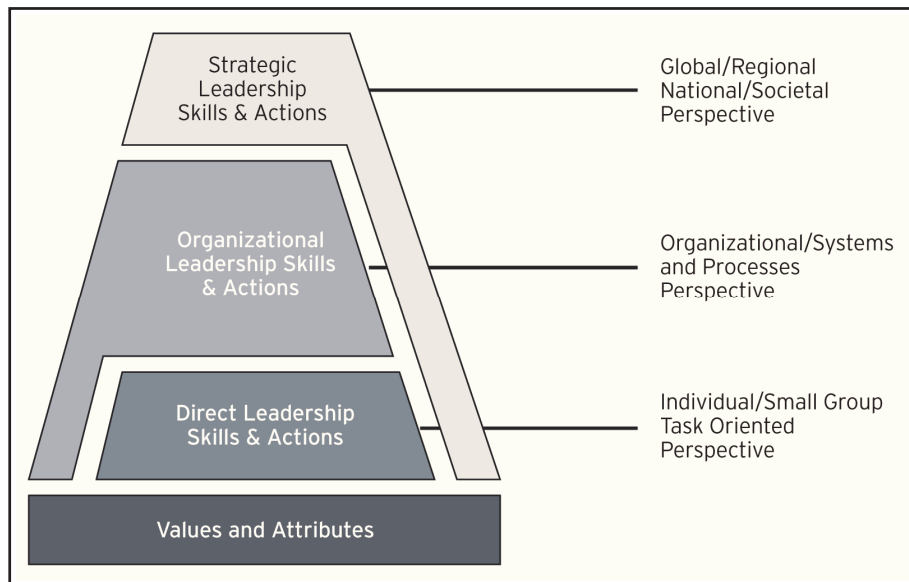 Strategic
Leadership
Skills & Actions
Global/Regional
National/Societal
Perspective
Organizational
Leadership Skills
& Actions
Organizational/Systems
and Processes
Perspective
Direct Leadership
Skills & Actions
Individual/Small Group
Task Oriented
Perspective
Values and Attributes